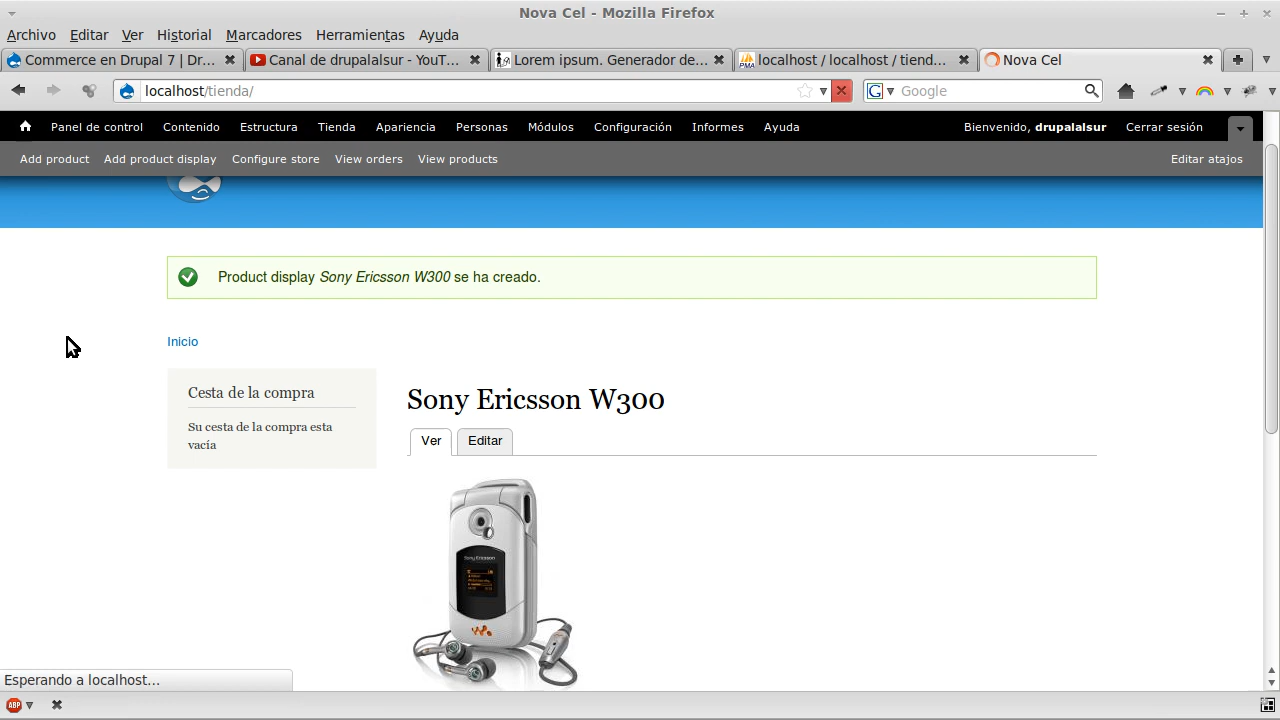 Nova Cel - Mozilla Firefox
Archivo Editar Ver Historial Marcadores Herramientas Ayuda
Commerce en Drupal 7 | Dr... Canal de drupalalsur - YouT... Lorem ipsum. Generador de... localhost / localhost / tiend... Nova Cel
localhost/tienda/ Google
Panel de control Contenido Estructura Tienda Apariencia Personas Módulos Configuración Informes Ayuda Bienvenido, drupalalsur Cerrar sesión
Add product Add product display Configure store View orders View products Editar atajos
Product display Sony Ericsson W300 se ha creado.
Inicio
Cesta de la compra
Su cesta de la compra esta
vacía
Sony Ericsson W300
Ver Editar
Sony Ericsson
Esperando a localhost...
ABP